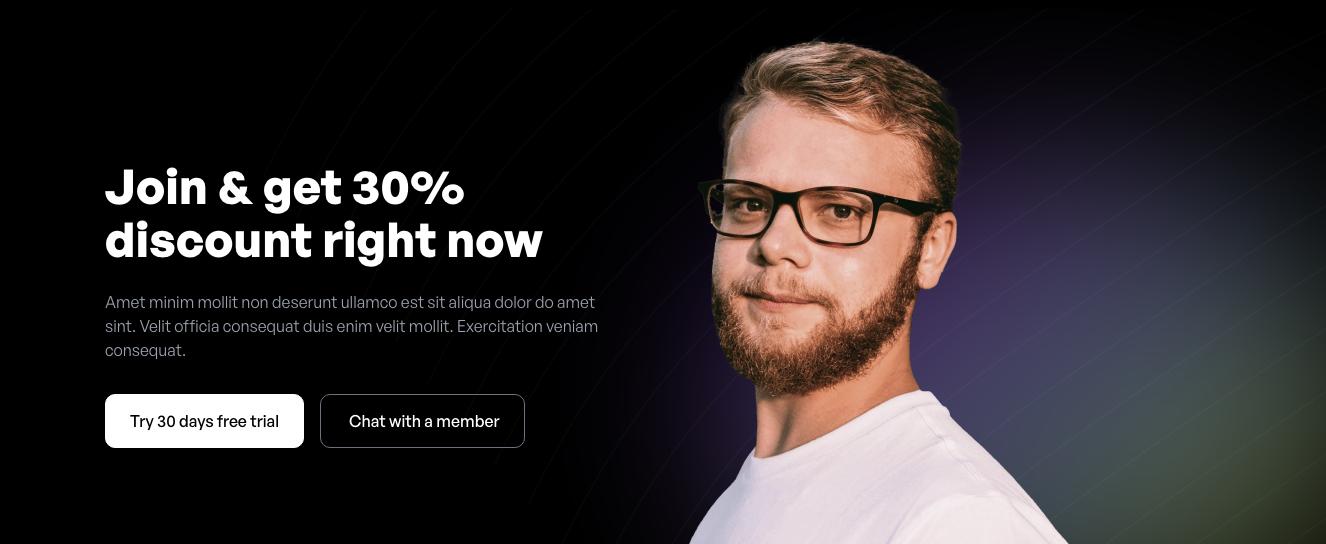 Join & get 30%
discount right now
Amet minim mollit non deserunt ullamco est sit aliqua dolor do amet
sint. Velit officia consequat duis enim velit mollit. Exercitation veniam
consequat.
Try 30 days free trial
Chat with a member